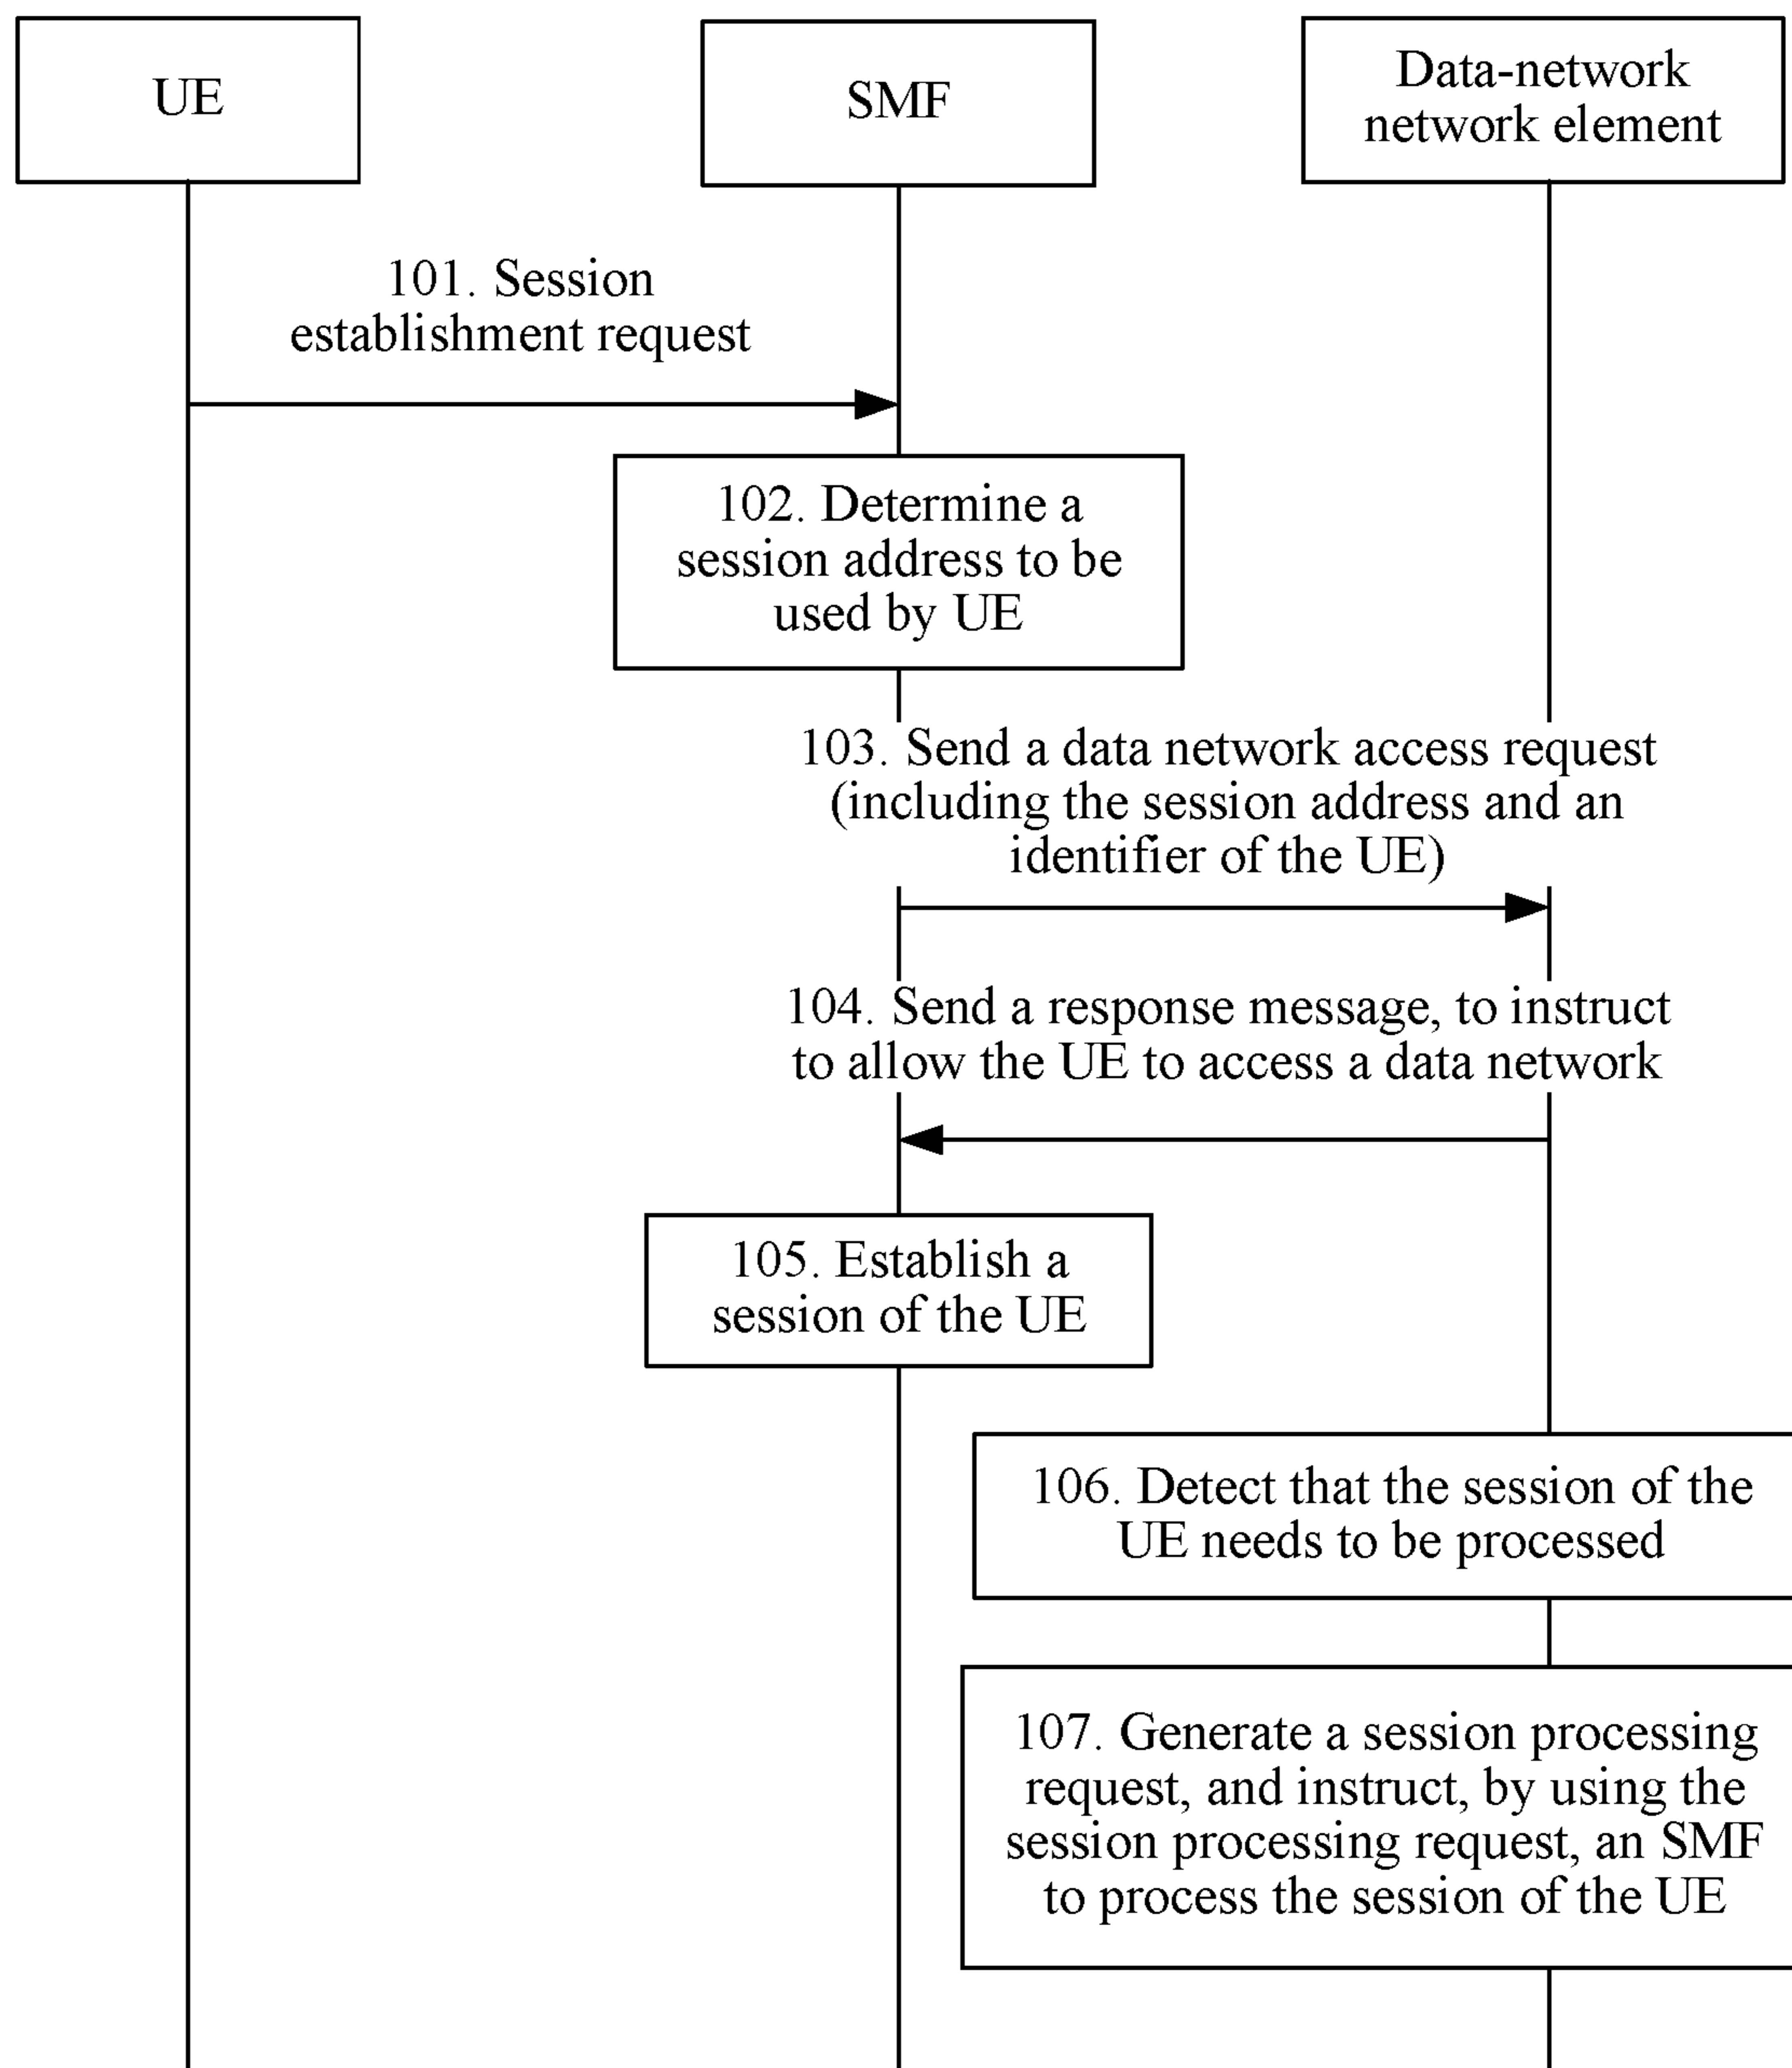 UE
SMF
Data-network
network element
101. Session
establishment request
102. Determine a
session address to be
used by UE
103. Send a data network access request
(including the session address and an
identifier of the UE)
104. Send a response message, to instruct
to allow the UE to access a data network
105. Establish a
session of the UE
106. Detect that the session of the
UE needs to be processed
107. Generate a session processing
request, and instruct, by using the
session processing request, an SMF
to process the session of the UE